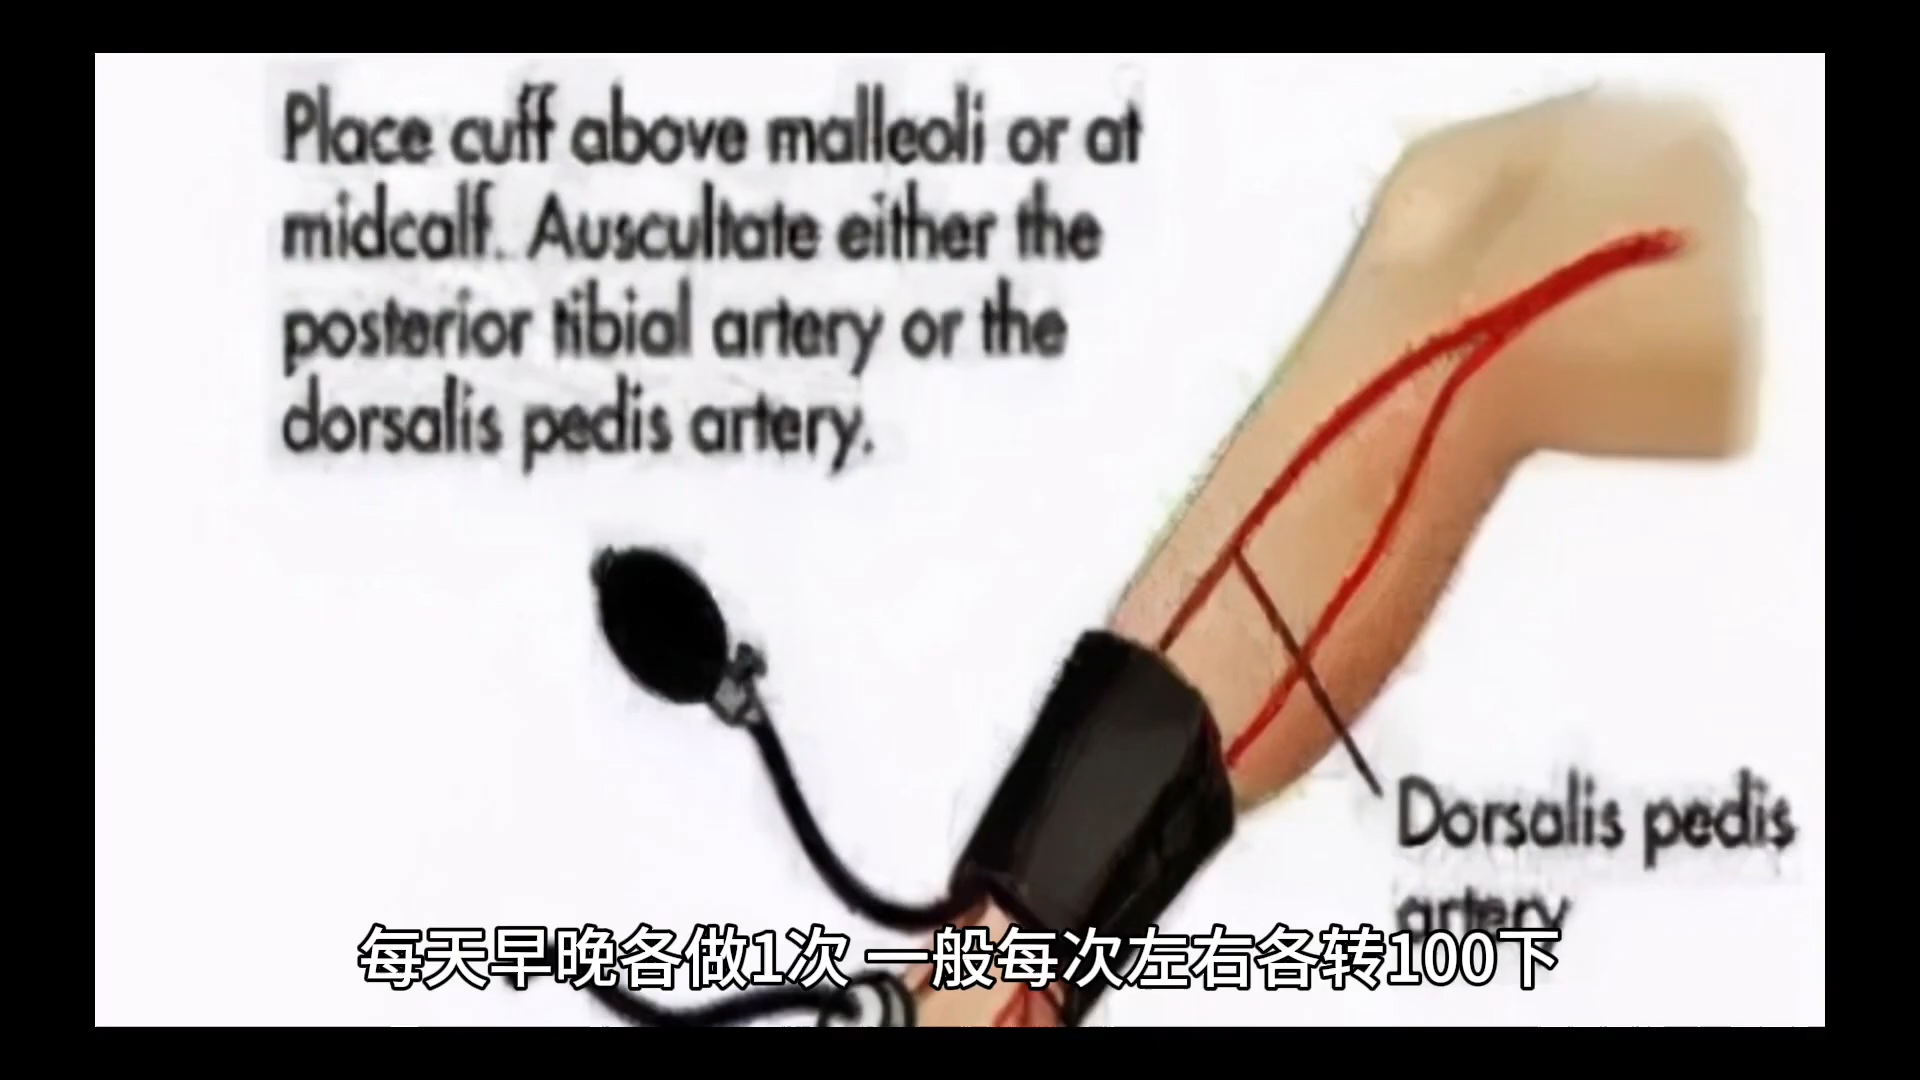 Place cuff above malleoli or at
midcalf. Auscultate either the
posterior tibial artery or the
dorsalis pedis artery.
Dorsalis pedis
artery
每天早晚各做1次 一般每次左右各转100下